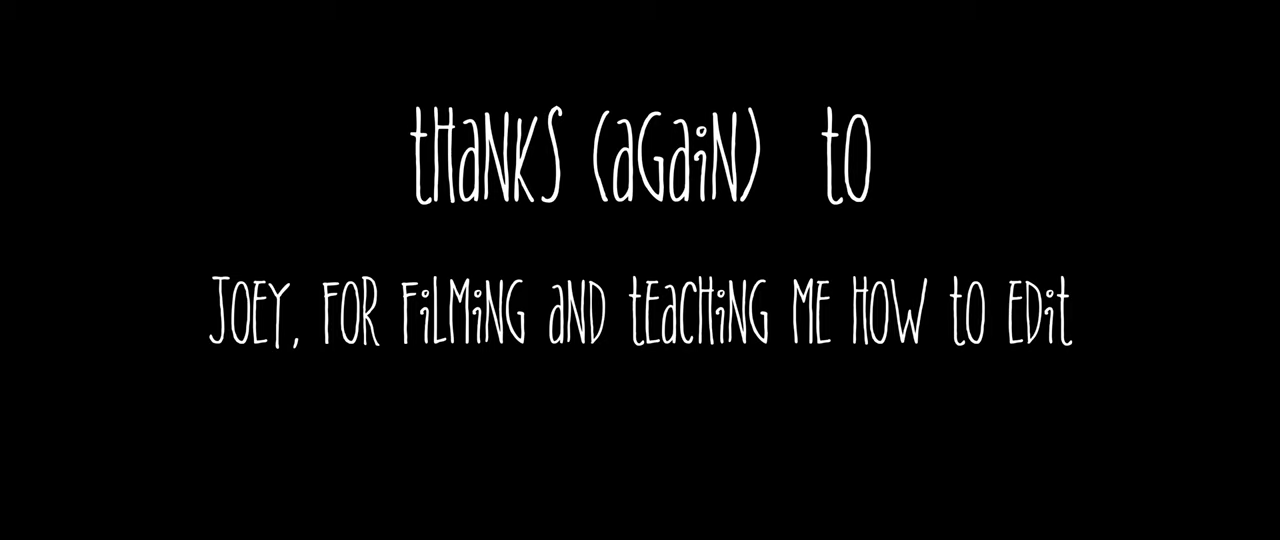 tHaNKS (aGaiN) tO
JOEY, FOR FiLMiNG aND tEaCHiNG ME HOW tO EDit